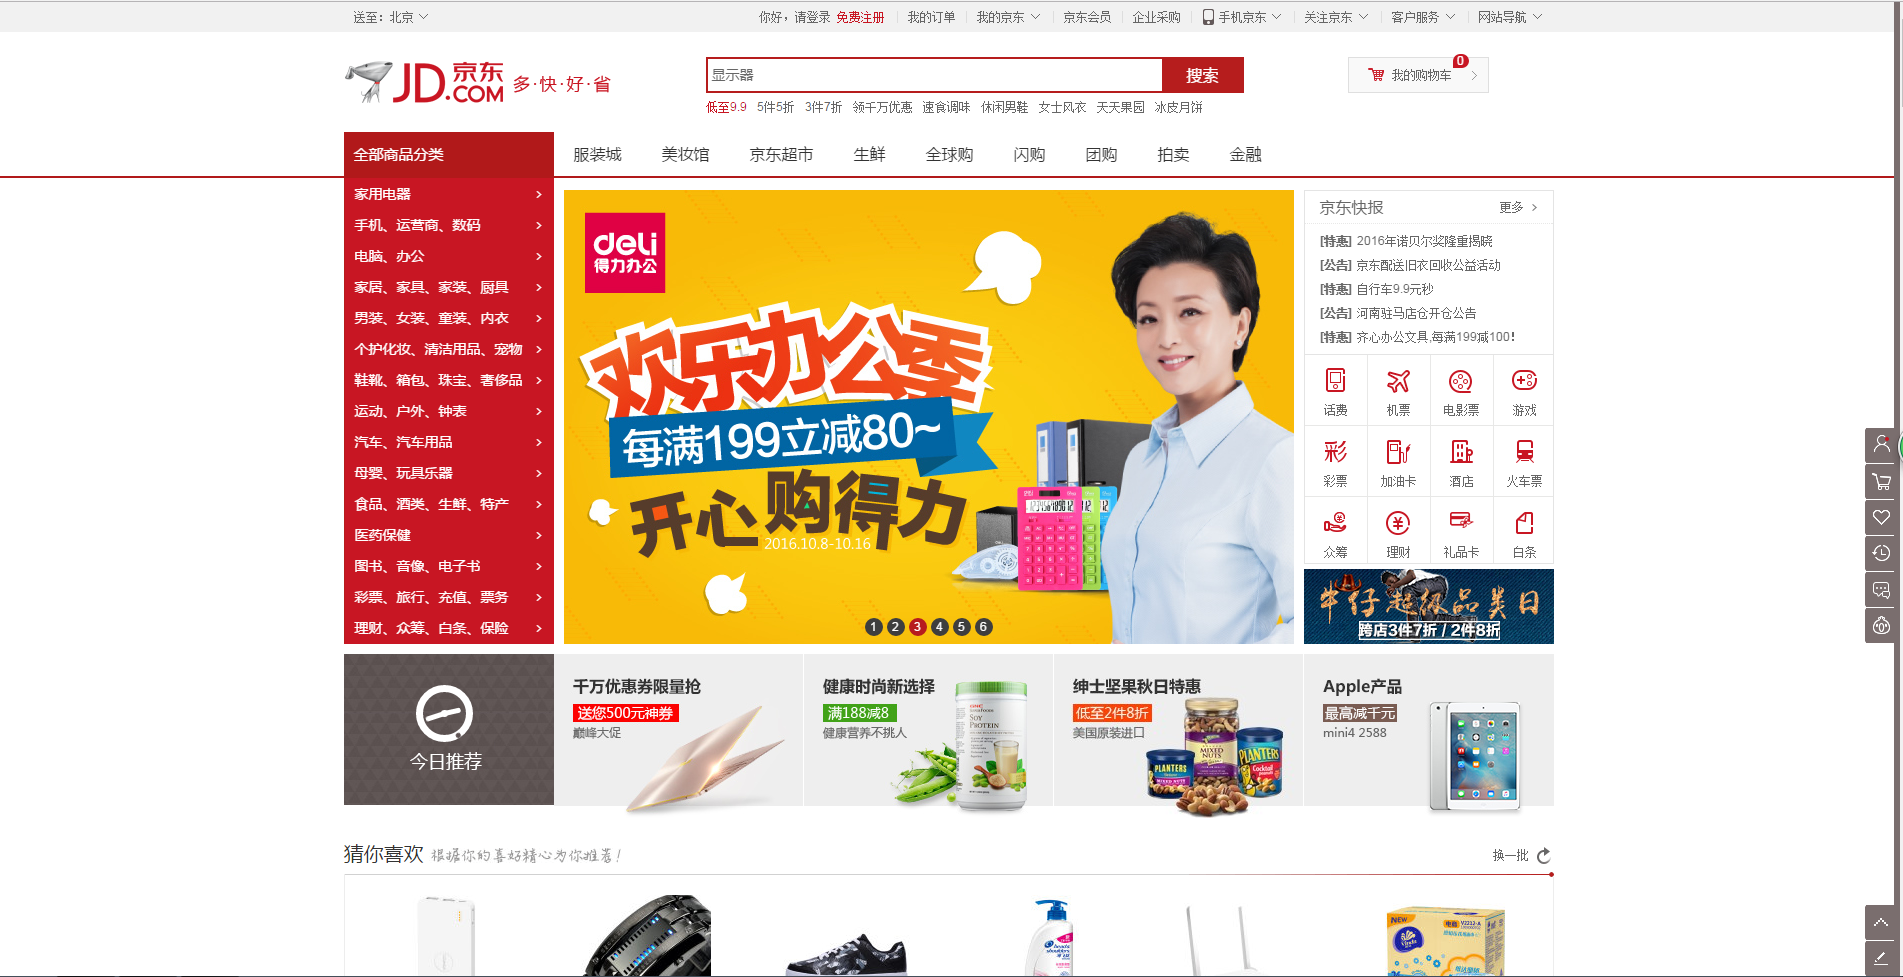 送至：北京
你好，请登录 免费注册 我的订单 我的京东 京东会员 企业采购 手机京东 关注京东 客户服务 网站导航
JD.COM 京东
多·快·好·省
显示器
搜索
0
我的购物车
低至9.9 5件5折 3件7折 领千万优惠 速食调味 休闲男鞋 女士风衣 天天果园 冰皮月饼
全部商品分类
服装城 美妆馆 京东超市 生鲜 全球购 闪购 团购 拍卖 金融
家用电器
手机、运营商、数码
电脑、办公
家居、家具、家装、厨具
男装、女装、童装、内衣
个护化妆、清洁用品、宠物
鞋靴、箱包、珠宝、奢侈品
运动、户外、钟表
汽车、汽车用品
母婴、玩具乐器
食品、酒类、生鲜、特产
医药保健
图书、音像、电子书
彩票、旅行、充值、票务
理财、众筹、白条、保险
deli
得力办公
欢乐办公季
每满199立减80~
开心购得力
2016.10.8-10.16
1 2 3 4 5 6
京东快报
更多 >
[特惠] 2016年诺贝尔奖隆重揭晓
[公告] 京东配送旧衣回收公益活动
[特惠] 自行车9.9元秒
[公告] 河南驻马店仓开仓公告
[特惠] 齐心办公文具,每满199减100！
话费 机票 电影票 游戏
彩票 加油卡 酒店 火车票
众筹 理财 礼品卡 白条
牛仔超级品类日
跨店3件7折 / 2件8折
今日推荐
千万优惠券限量抢
送您500元神券
巅峰大促
健康时尚新选择
满188减8
健康营养不挑人
SOY
PROTEIN
绅士坚果秋日特惠
低至2件8折
美国原装进口
PLANTERS
MIXED NUTS
MIXED
NUTS
PLANTERS
Cocktail
Apple产品
最高减千元
mini4 2588
猜你喜欢
根据你的喜好精心为你推荐！
换一批
head&
shoulders
NEW
Vinda
V2212-A